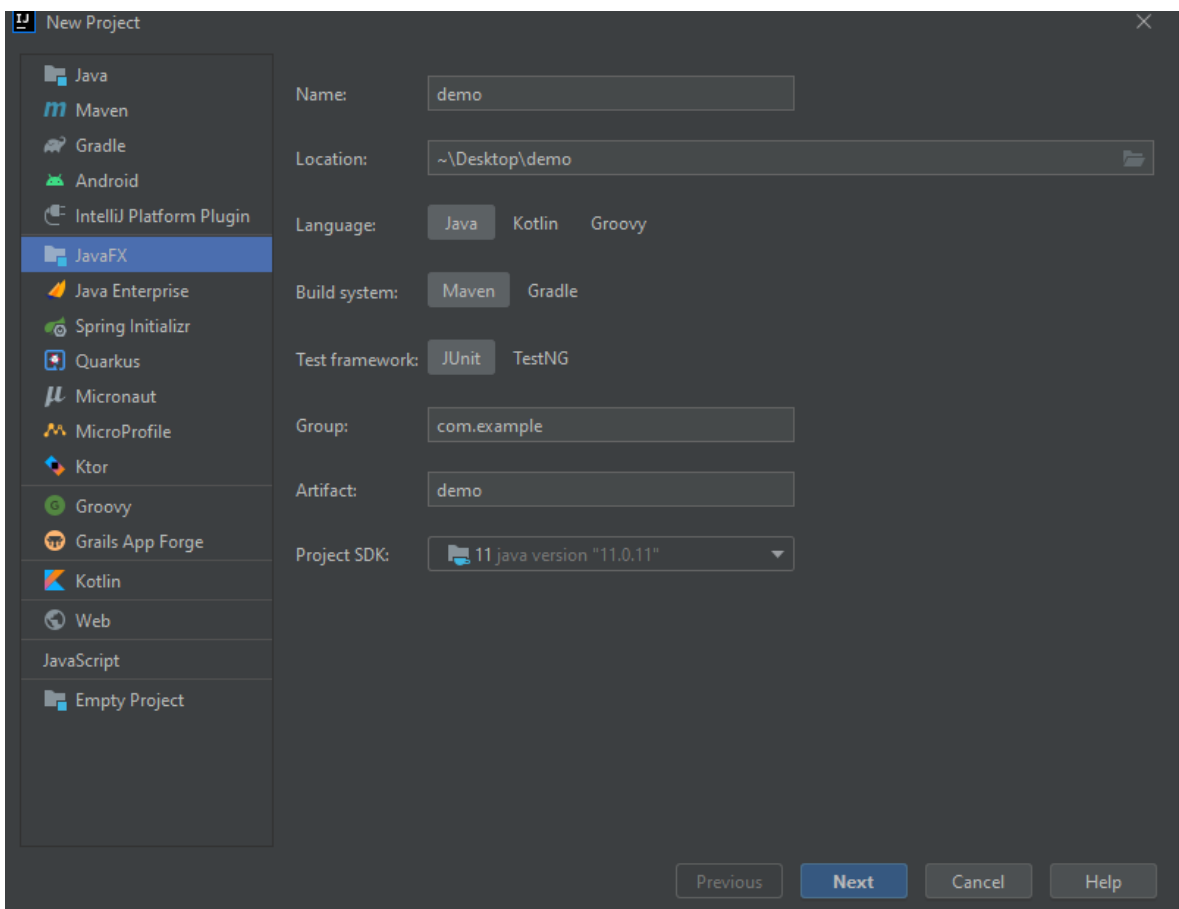 IJ New Project
Java
Maven
Gradle
Android
IntelliJ Platform Plugin
JavaFX
Java Enterprise
Spring Initializr
Quarkus
Micronaut
MicroProfile
Ktor
Groovy
Grails App Forge
Kotlin
Web
JavaScript
Empty Project
Name: demo
Location: ~\Desktop\demo
Language: Java Kotlin Groovy
Build system: Maven Gradle
Test framework: JUnit TestNG
Group: com.example
Artifact: demo
Project SDK: 11 java version "11.0.11"
Previous Next Cancel Help